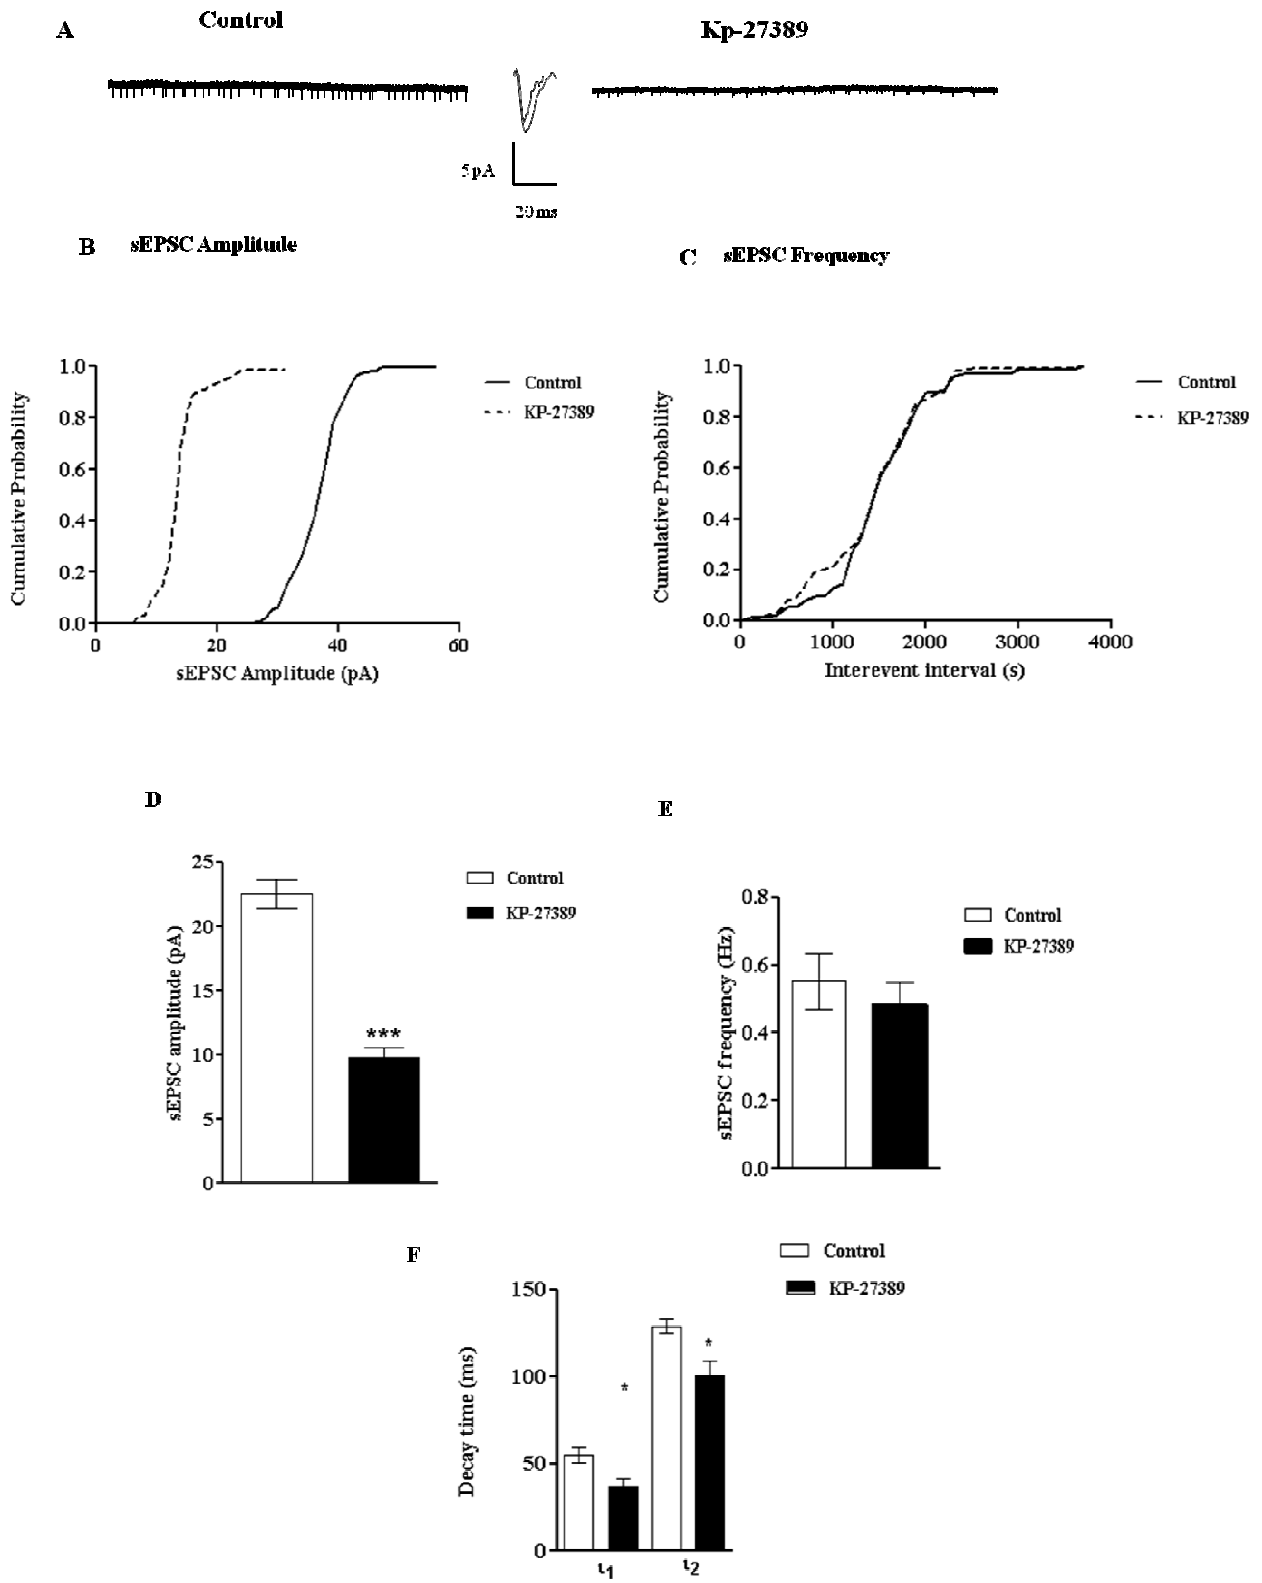 A
Control
Kp-27389
5pA
20ms
B
sEPSC Amplitude
C
sEPSC Frequency
1.0
0.8
0.6
0.4
0.2
0.0
0
20
40
60
Cumulative Probability
sEPSC Amplitude (pA)
Control
KP-27389
1.0
0.8
0.6
0.4
0.2
0.0
0
1000
2000
3000
4000
Cumulative Probability
Interevent interval (s)
Control
KP-27389
D
25
20
15
10
5
0
sEPSC amplitude (pA)
***
Control
KP-27389
E
0.8
0.6
0.4
0.2
0.0
sEPSC frequency (Hz)
Control
KP-27389
F
150
100
50
0
Decay time (ms)
*
*
τ1
τ2
Control
KP-27389